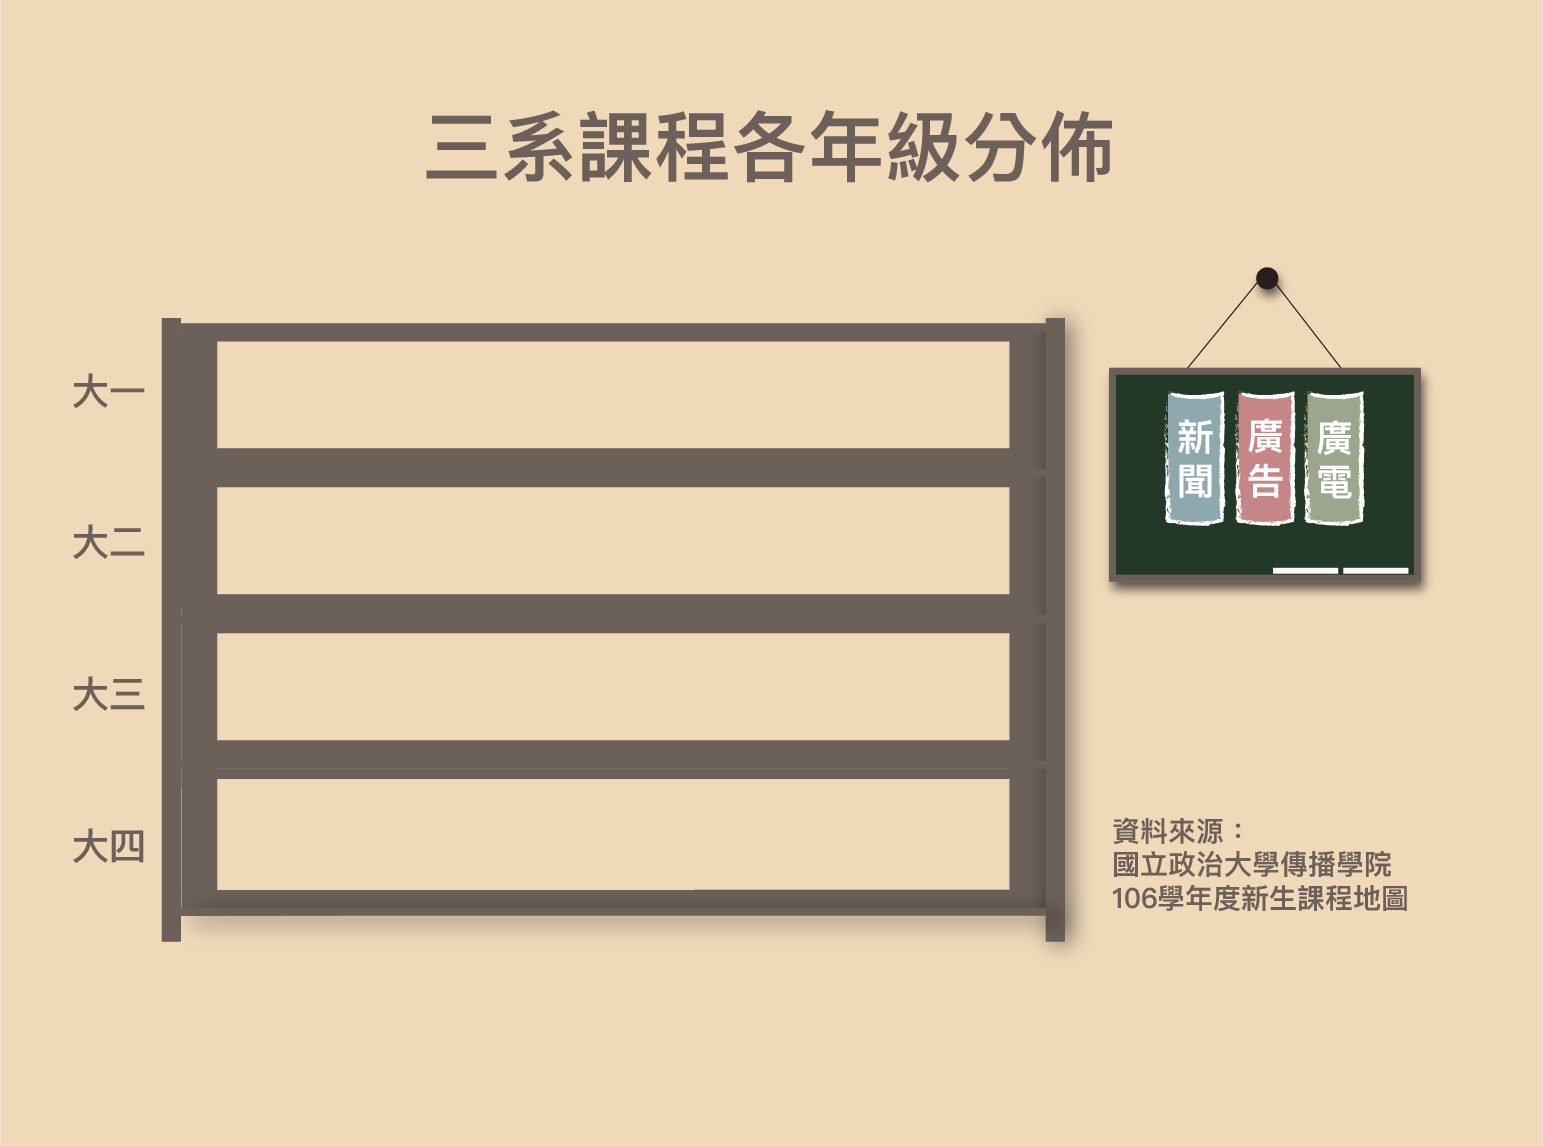 三系課程各年級分佈
大一
大二
大三
大四
新聞
廣告
廣電
資料來源：
國立政治大學傳播學院
106學年度新生課程地圖